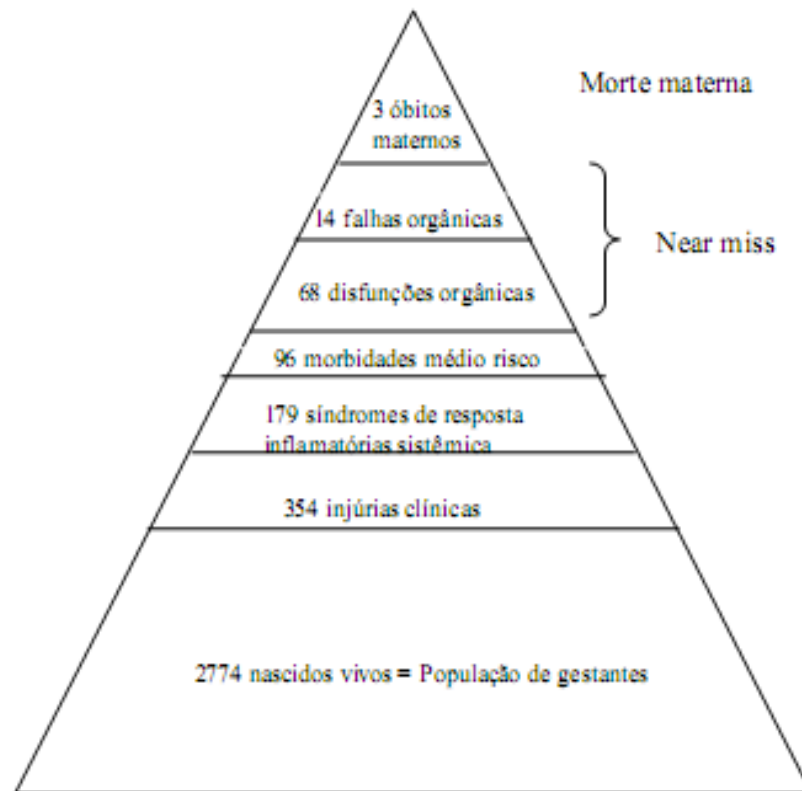 Morte materna
3 óbitos
maternos
14 falhas orgânicas
Near miss
68 disfunções orgânicas
96 morbidades médio risco
179 síndromes de resposta
inflamatórias sistêmica
354 injúrias clínicas
2774 nascidos vivos = População de gestantes